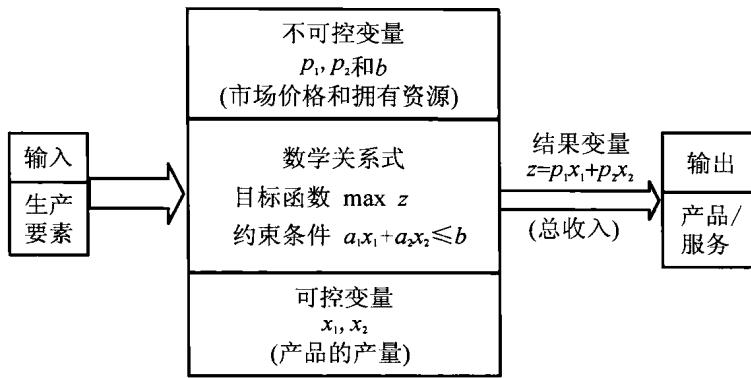 不可控变量
p₁, p₂和b
(市场价格和拥有资源)
输入
生产
要素
数学关系式
目标函数 max z
约束条件 a₁x₁+a₂x₂≤b
可控变量
x₁, x₂
(产品的产量)
结果变量
z=p₁x₁+p₂x₂
(总收入)
输出
产品/
服务